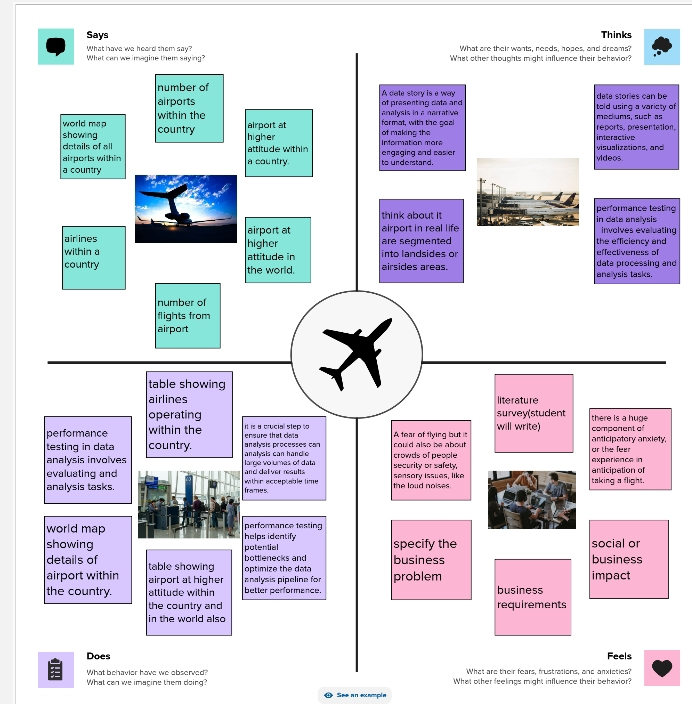 Says
What have we heard them say?
What can we imagine them saying?
number of
airports
within the
country
world map
showing
details of all
airports within
a country
airport at
higher
attitude within
a country.
airlines
within a
country
airport at
higher
attitude in
the world.
number of
flights from
airport
Thinks
What are their wants, needs, hopes, and dreams?
What other thoughts might influence their behavior?
A data story is a way
of presenting data and
analysis in a narrative
format, with the goal
of making the
information more
engaging and easier
to understand.
data stories can be
told using a variety of
mediums, such as
reports, presentation,
interactive
visualizations, and
videos.
think about it
airport in real life
are segmented
into landsides or
airsides areas.
performance testing
in data analysis
involves evaluating
the efficiency and
effectiveness of
data processing and
analysis tasks.
table showing
airlines
operating
within the
country.
performance
testing in data
analysis involves
evaluating and
analysis tasks.
it is a crucial step to
ensure that data
analysis processes can
analysis can handle
large volumes of data
and deliver results
within acceptable time
frames.
world map
showing
details of
airport within
the country.
table showing
airport at higher
attitude within
the country and
in the world also
performance testing
helps identify
potential
bottlenecks and
optimize the data
analysis pipeline for
better performance.
Does
What behavior have we observed?
What can we imagine them doing?
literature
survey(student
will write)
A fear of flying but it
could also be about
crowds of people
security or safety,
sensory issues, like
the loud noises.
there is a huge
component of
anticipatory anxiety,
or the fear
experience in
anticipation of
taking a flight.
specify the
business
problem
business
requirements
social or
business
impact
Feels
What are their fears, frustrations, and anxieties?
What other feelings might influence their behavior?
See an example